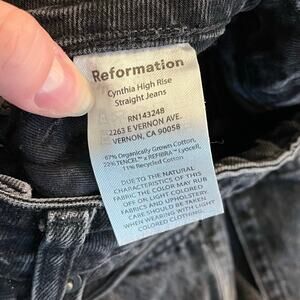 Reformation
Cynthia High Rise
Straight Jeans
RN143248
2263 E VERNON AVE.
VERNON, CA 90058
67% Organically Grown Cotton,
22% TENCEL™ x REFIBRA™ Lyocell,
11% Recycled Cotton
DUE TO THE NATURAL
CHARACTERISTICS OF THIS
FABRIC THE COLOR MAY RUB
OFF ON LIGHT COLORED
FABRICS AND UPHOLSTERY.
CARE SHOULD BE TAKEN
WHEN WEARING WITH LIGHT
COLORED CLOTHING.